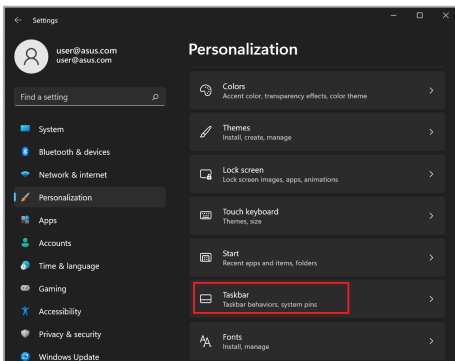 Settings
user@asus.com
user@asus.com
Find a setting
System
Bluetooth & devices
Network & internet
Personalization
Apps
Accounts
Time & language
Gaming
Accessibility
Privacy & security
Windows Update
Personalization
Colors
Accent color, transparency effects, color theme
Themes
Install, create, manage
Lock screen
Lock screen images, apps, animations
Touch keyboard
Themes, size
Start
Recent apps and items, folders
Taskbar
Taskbar behaviors, system pins
Fonts
Install, manage